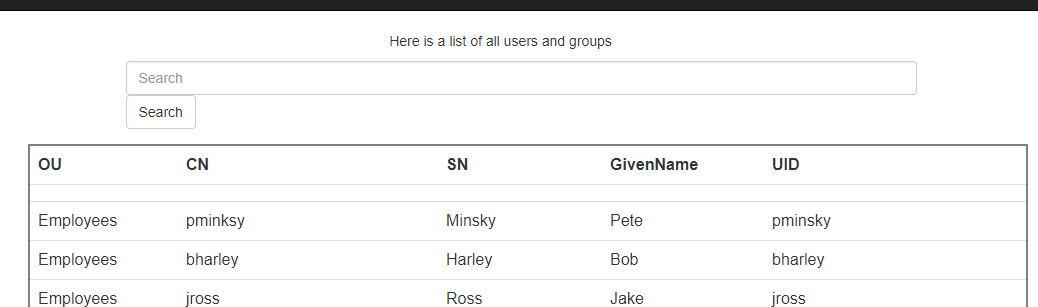 Here is a list of all users and groups
Search
Search
OU CN SN GivenName UID
Employees pminksy Minsky Pete pminsky
Employees bharley Harley Bob bharley
Employees jross Ross Jake jross